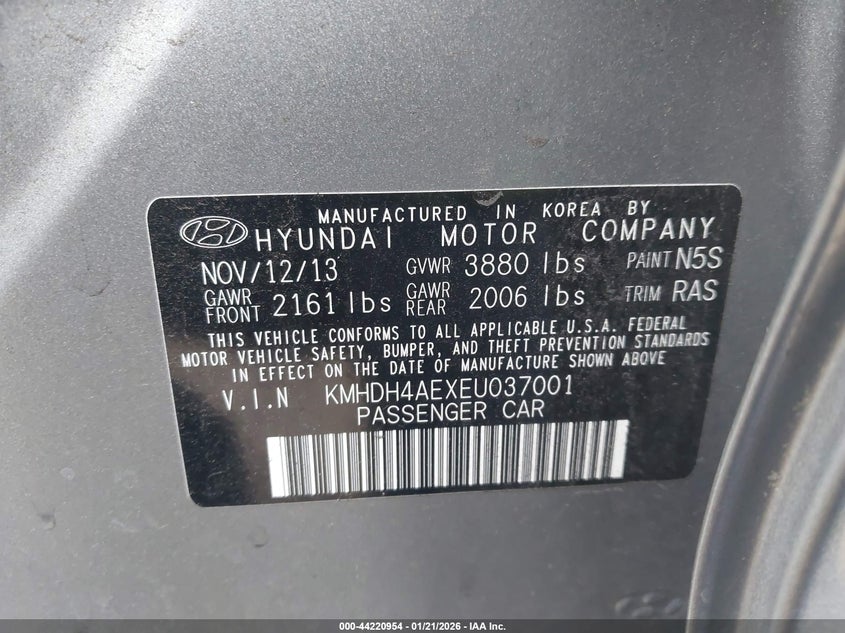 MANUFACTURED IN KOREA BY
HYUNDAI MOTOR COMPANY
NOV/12/13 GVWR 3880 lbs PAINT N5S
GAWR FRONT 2161 lbs GAWR REAR 2006 lbs TRIM RAS
THIS VEHICLE CONFORMS TO ALL APPLICABLE U.S.A. FEDERAL
MOTOR VEHICLE SAFETY, BUMPER, AND THEFT PREVENTION STANDARDS
IN EFFECT ON THE DATE OF MANUFACTURE SHOWN ABOVE
V.I.N KMHDH4AEXEU037001
PASSENGER CAR
000-44220954 - 01/21/2026 - IAA Inc.